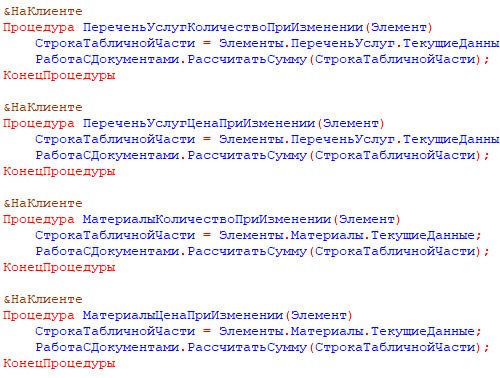 &НаКлиенте
Процедура ПереченьУслугКоличествоПриИзменении(Элемент)
СтрокаТабличнойЧасти = Элементы.ПереченьУслуг.ТекущиеДанны
РаботаСДокументами.РассчитатьСумму(СтрокаТабличнойЧасти);
КонецПроцедуры
&НаКлиенте
Процедура ПереченьУслугЦенаПриИзменении(Элемент)
СтрокаТабличнойЧасти = Элементы.ПереченьУслуг.ТекущиеДанны
РаботаСДокументами.РассчитатьСумму(СтрокаТабличнойЧасти);
КонецПроцедуры
&НаКлиенте
Процедура МатериалыКоличествоПриИзменении(Элемент)
СтрокаТабличнойЧасти = Элементы.Материалы.ТекущиеДанные;
РаботаСДокументами.РассчитатьСумму(СтрокаТабличнойЧасти);
КонецПроцедуры
&НаКлиенте
Процедура МатериалыЦенаПриИзменении(Элемент)
СтрокаТабличнойЧасти = Элементы.Материалы.ТекущиеДанные;
РаботаСДокументами.РассчитатьСумму(СтрокаТабличнойЧасти);
КонецПроцедуры